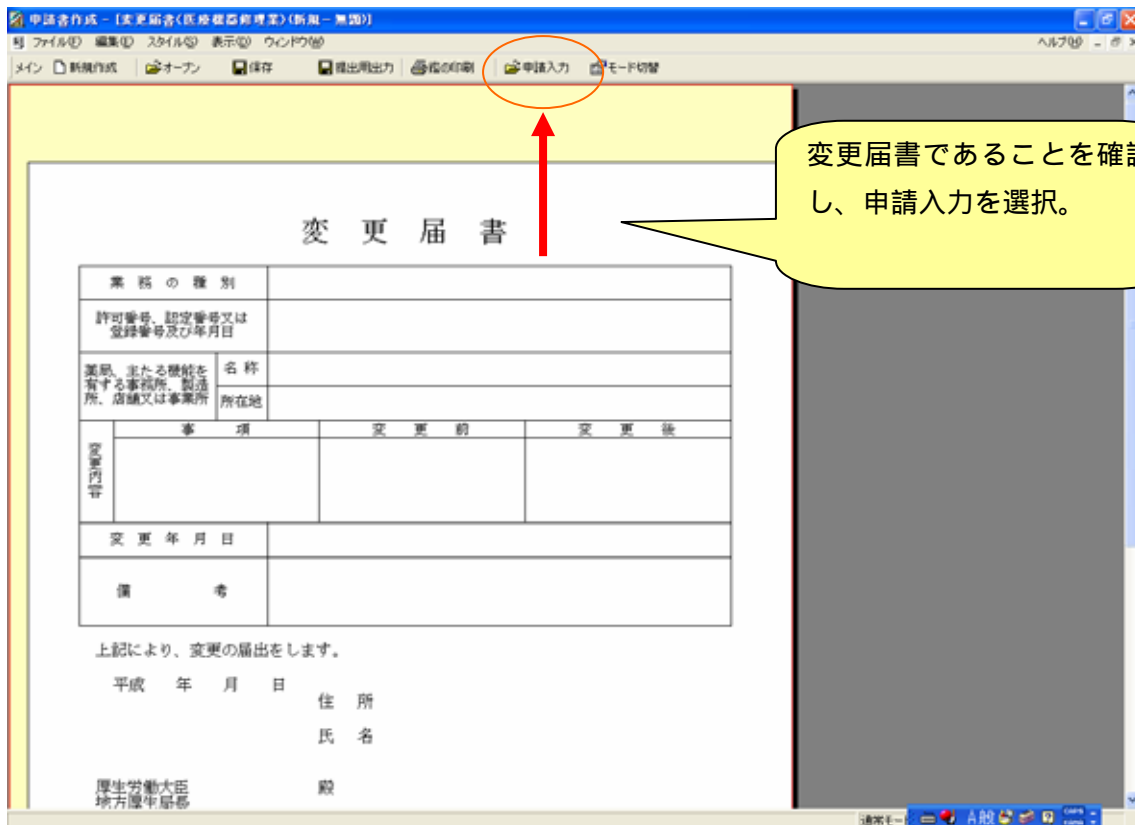 申請書作成 - [変更届書(医療機器修理業)(新規-無題)]
ファイル(F) 編集(E) スタイル(S) 表示(D) ウィンドウ(W) ヘルプ(H)
メイン 新規作成 オープン 保存 提出用出力 鑑の印刷 申請入力 モード切替
変更届書であることを確認
し、申請入力を選択。
変 更 届 書
業 務 の 種 別
許可番号、認定番号又は
登録番号及び年月日
薬局、主たる機能を
有する事務所、製造
所、店舗又は事業所
名 称
所在地
変更内容
事 項 変 更 前 変 更 後
変 更 年 月 日
備 考
上記により、変更の届出をします。
平成 年 月 日
住 所
氏 名
厚生労働大臣 殿
地方厚生局長
通常モード
A 般
CAPS